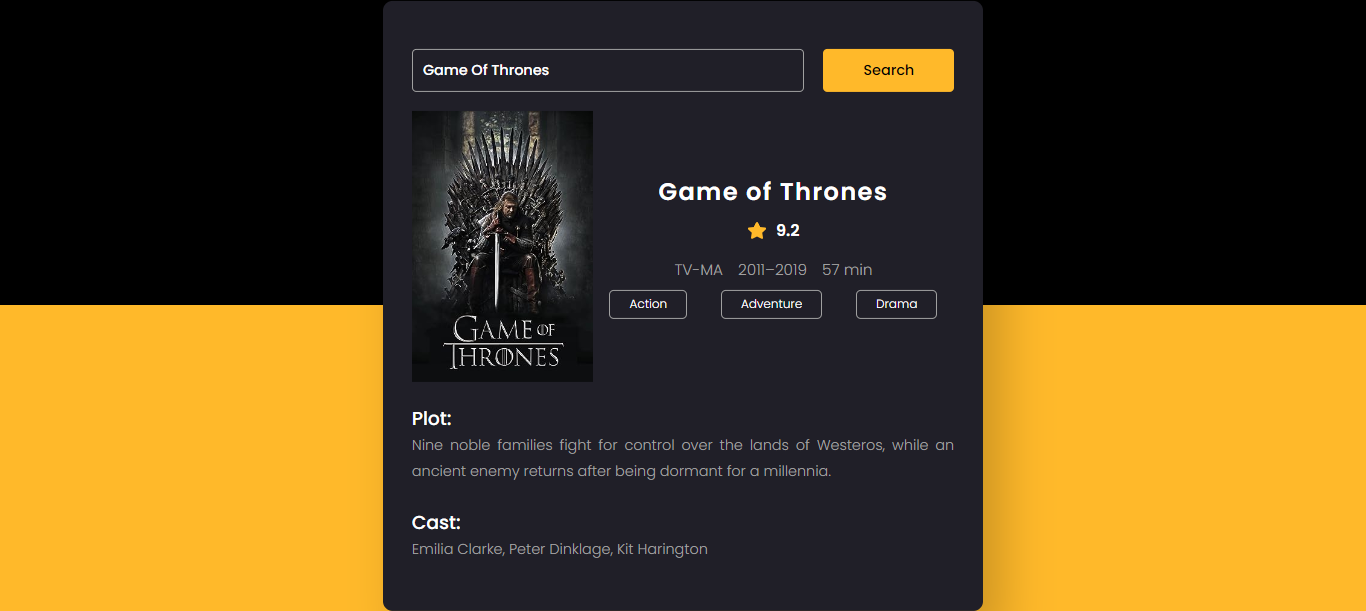 Game Of Thrones
Search
GAME OF
THRONES
Game of Thrones
9.2
TV-MA 2011–2019 57 min
Action Adventure Drama
Plot:
Nine noble families fight for control over the lands of Westeros, while an
ancient enemy returns after being dormant for a millennia.
Cast:
Emilia Clarke, Peter Dinklage, Kit Harington